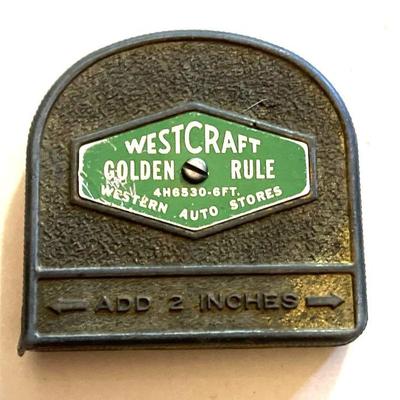 WESTCRAFT
GOLDEN RULE
4H6530-6FT.
WESTERN AUTO STORES
← ADD 2 INCHES →